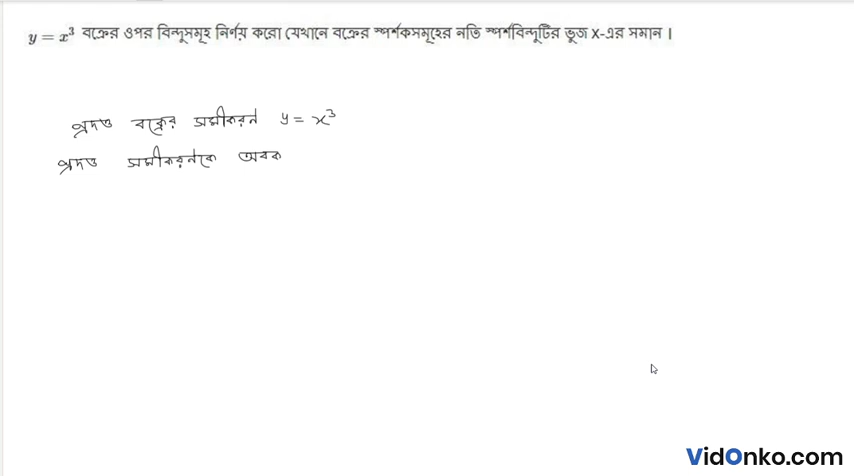 y = x³ বক্রের ওপর বিন্দুসমূহ নির্ণয় করো যেখানে বক্রের স্পর্শকসমূহের নতি স্পর্শবিন্দুটির ভুজ x-এর সমান ।
প্রদত্ত বক্রের সমীকরণ y = x³
প্রদত্ত সমীকরণকে অবক
VidOnko.com